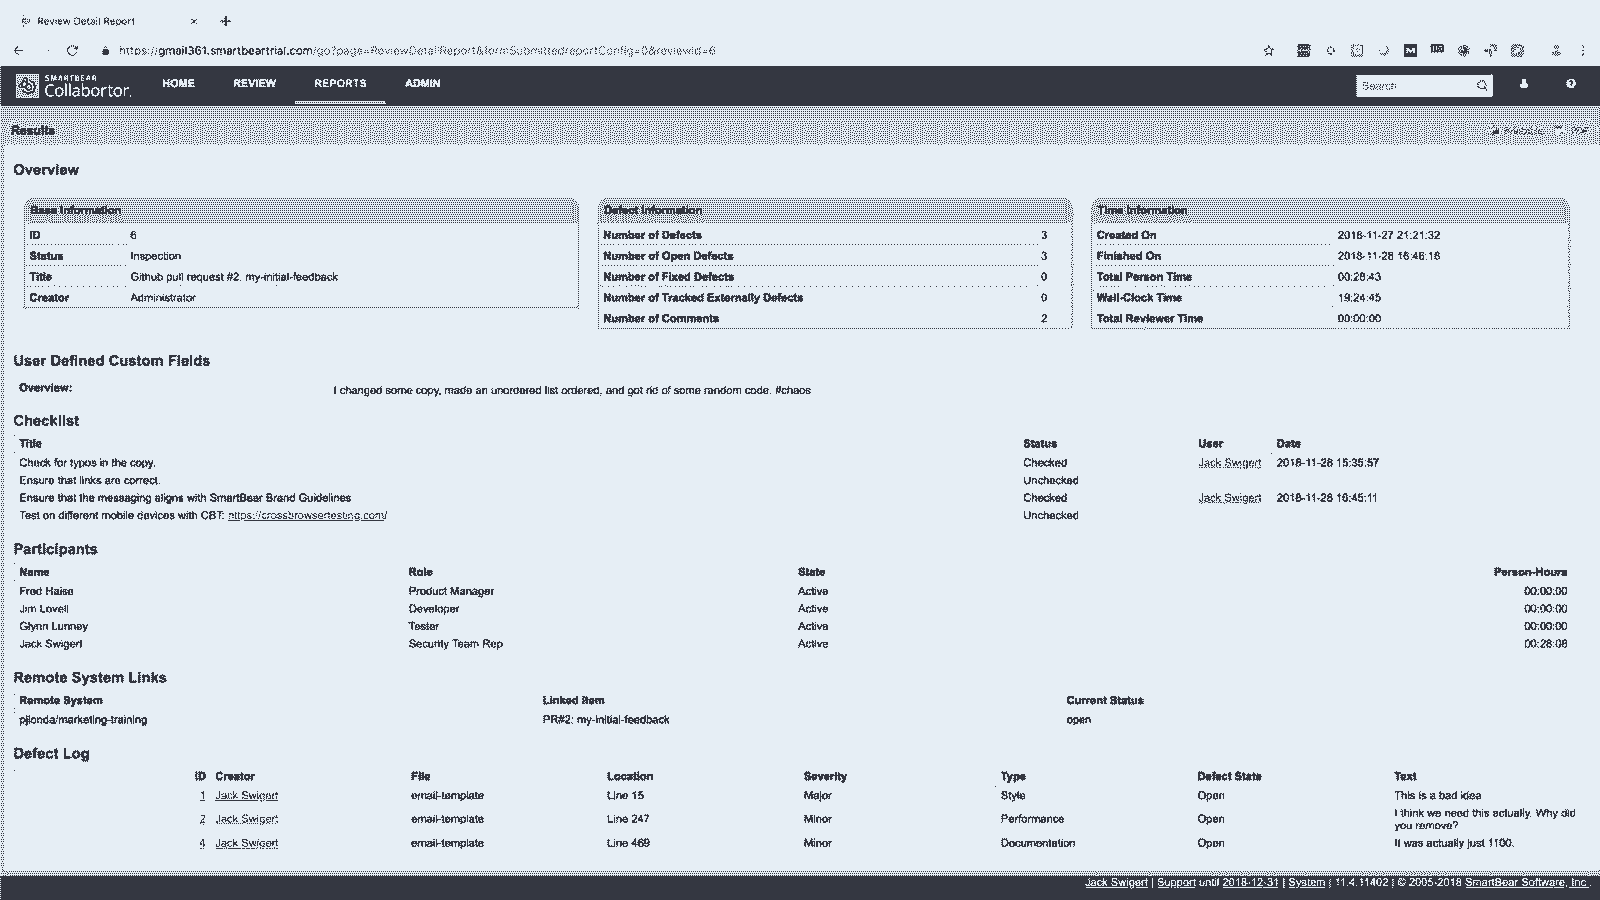 Review Detail Report
https://gmail361.smartbeartrial.com/go?page=ReviewDetailReport&formSubmittedreportConfig=0&reviewid=6
SMARTBEAR
Collaborator.
HOME REVIEW REPORTS ADMIN
Search
Results
PDF
Overview
Base Information
ID 6
Status Inspection
Title Github pull request #2: my-initial-feedback
Creator Administrator
Defect Information
Number of Defects 3
Number of Open Defects 3
Number of Fixed Defects 0
Number of Tracked Externally Defects 0
Number of Comments 2
Time Information
Created On 2018-11-27 21:21:32
Finished On 2018-11-28 16:46:18
Total Person Time 00:28:43
Wall-Clock Time 19:24:45
Total Reviewer Time 00:00:00
User Defined Custom Fields
Overview: I changed some copy, made an unordered list ordered, and got rid of some random code. #chaos
Checklist
Title Status User Date
Check for typos in the copy. Checked Jack Swigert 2018-11-28 15:35:57
Ensure that links are correct. Unchecked
Ensure that the messaging aligns with SmartBear Brand Guidelines Checked Jack Swigert 2018-11-28 16:45:11
Test on different mobile devices with CBT: https://crossbrowsertesting.com/ Unchecked
Participants
Name Role State Person-Hours
Fred Haise Product Manager Active 00:00:00
Jim Lovell Developer Active 00:00:00
Glynn Lunney Tester Active 00:00:00
Jack Swigert Security Team Rep Active 00:28:08
Remote System Links
Remote System Linked Item Current Status
pjlonda/marketing-training PR#2: my-initial-feedback open
Defect Log
ID Creator File Location Severity Type Defect State Text
1 Jack Swigert email-template Line 15 Major Style Open This is a bad idea
2 Jack Swigert email-template Line 247 Minor Performance Open I think we need this actually. Why did
you remove?
4 Jack Swigert email-template Line 469 Minor Documentation Open It was actually just 1100.
Jack Swigert | Support until 2018-12-31 | System | 11.4.11402 | © 2005-2018 SmartBear Software, Inc.